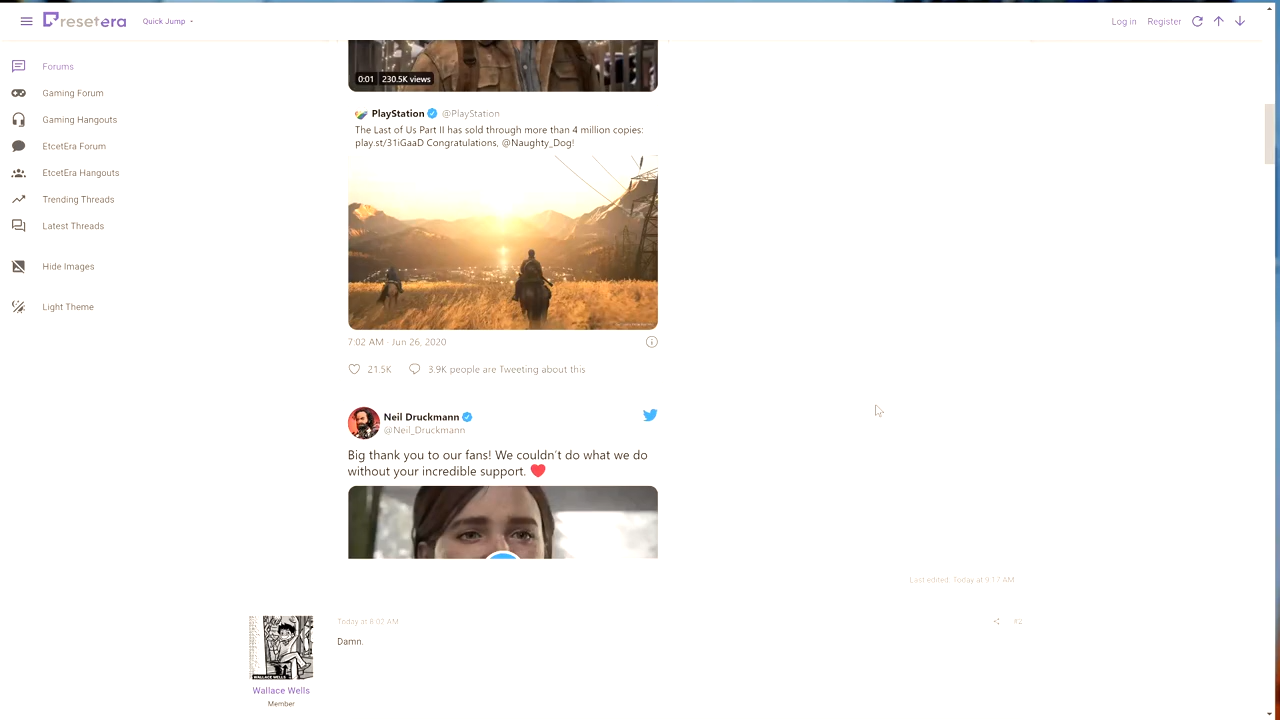 resetera
Quick Jump
Log in
Register
Forums
Gaming Forum
Gaming Hangouts
EtcetEra Forum
EtcetEra Hangouts
Trending Threads
Latest Threads
Hide Images
Light Theme
0:01 230.5K views
PlayStation @PlayStation
The Last of Us Part II has sold through more than 4 million copies:
play.st/31iGaaD Congratulations, @Naughty_Dog!
7:02 AM · Jun 26, 2020
21.5K 3.9K people are Tweeting about this
Neil Druckmann
@Neil_Druckmann
Big thank you to our fans! We couldn't do what we do
without your incredible support. ❤️
Last edited: Today at 9:17 AM
Today at 8:02 AM
#2
Damn.
WALLACE WELLS
Wallace Wells
Member